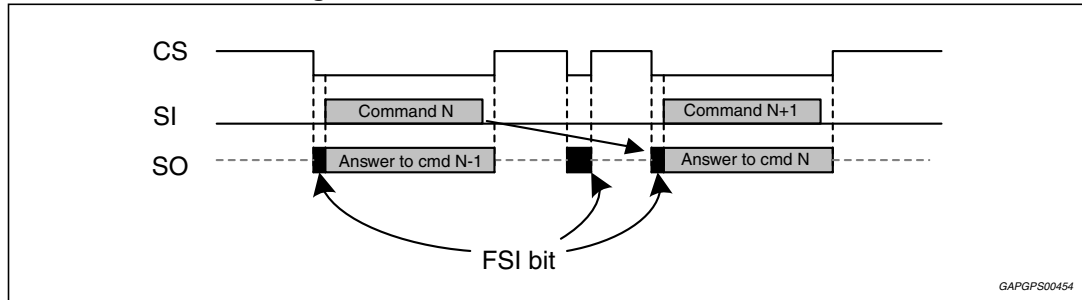 CS
SI
Command N
Command N+1
SO
Answer to cmd N-1
Answer to cmd N
FSI bit
GAPGPS00454